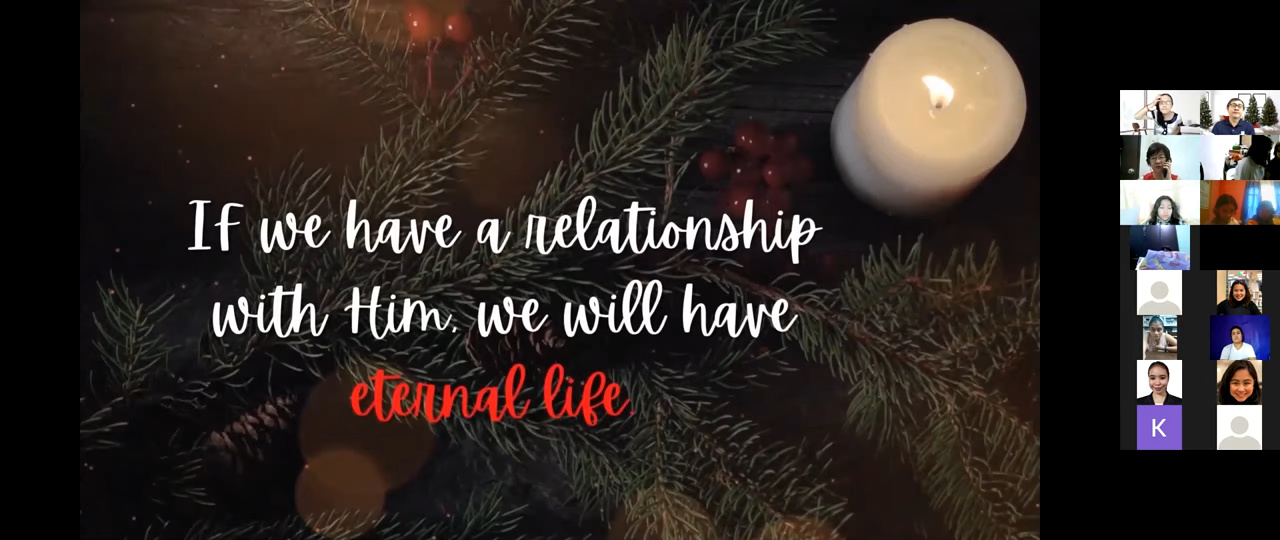 If we have a relationship
with Him, we will have
eternal life.
K